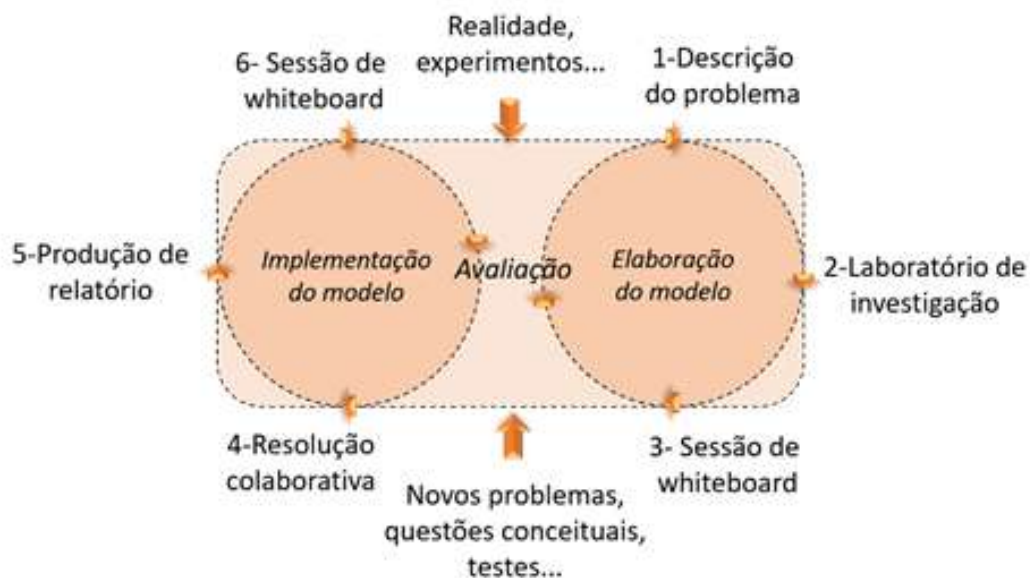 Realidade,
experimentos...
6- Sessão de
whiteboard
1-Descrição
do problema
5-Produção de
relatório
Implementação
do modelo
Avaliação
Elaboração
do modelo
2-Laboratório de
investigação
4-Resolução
colaborativa
3- Sessão de
whiteboard
Novos problemas,
questões conceituais,
testes...